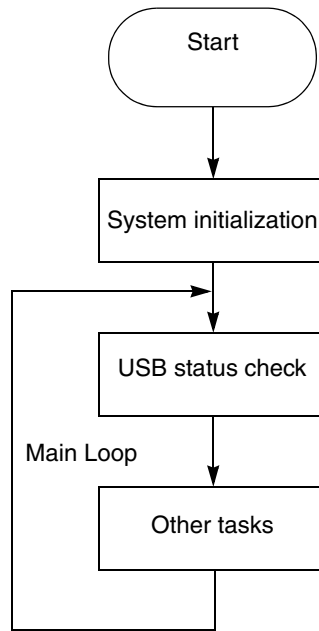 Start
System initialization
USB status check
Main Loop
Other tasks